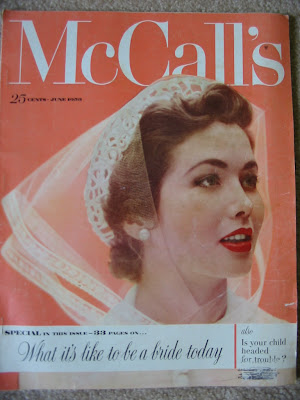 McCall's
25 CENTS · JUNE
SPECIAL IN THIS ISSUE—33 PAGES ON...
What it's like to be a bride today
also
Is your child
headed
for trouble?